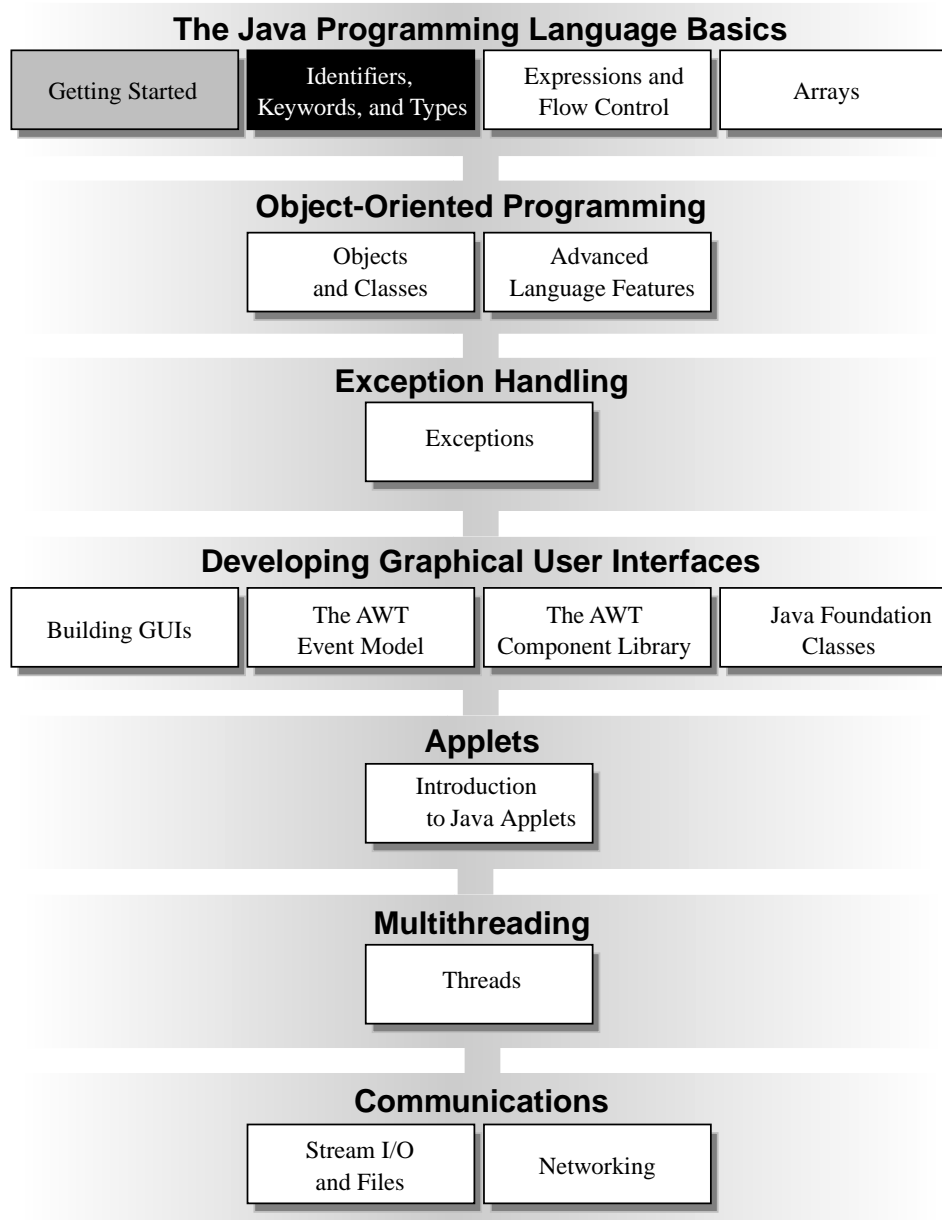 The Java Programming Language Basics
Getting Started
Identifiers,
Keywords, and Types
Expressions and
Flow Control
Arrays
Object-Oriented Programming
Objects
and Classes
Advanced
Language Features
Exception Handling
Exceptions
Developing Graphical User Interfaces
Building GUIs
The AWT
Event Model
The AWT
Component Library
Java Foundation
Classes
Applets
Introduction
to Java Applets
Multithreading
Threads
Communications
Stream I/O
and Files
Networking